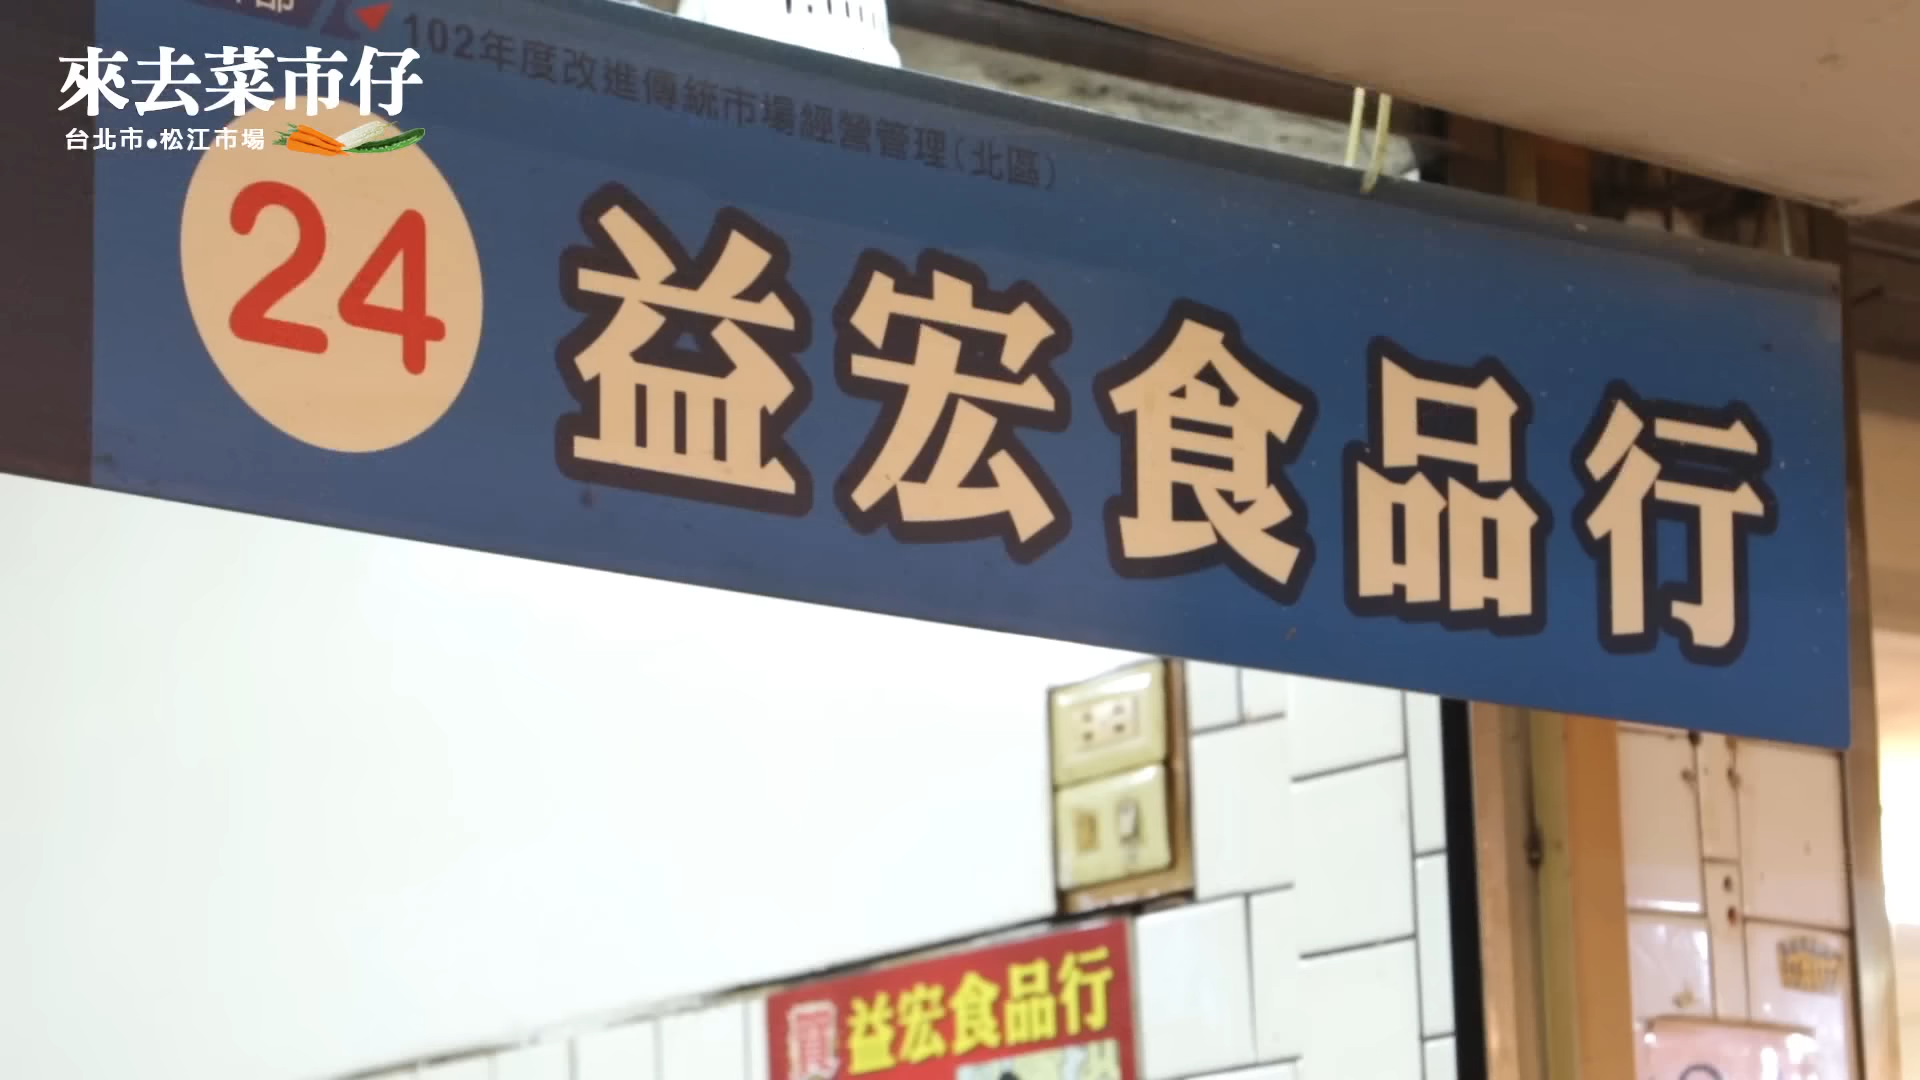 來去菜市仔
台北市•松江市場
102年度改進傳統市場經營管理(北區)
24 益宏食品行
益宏食品行